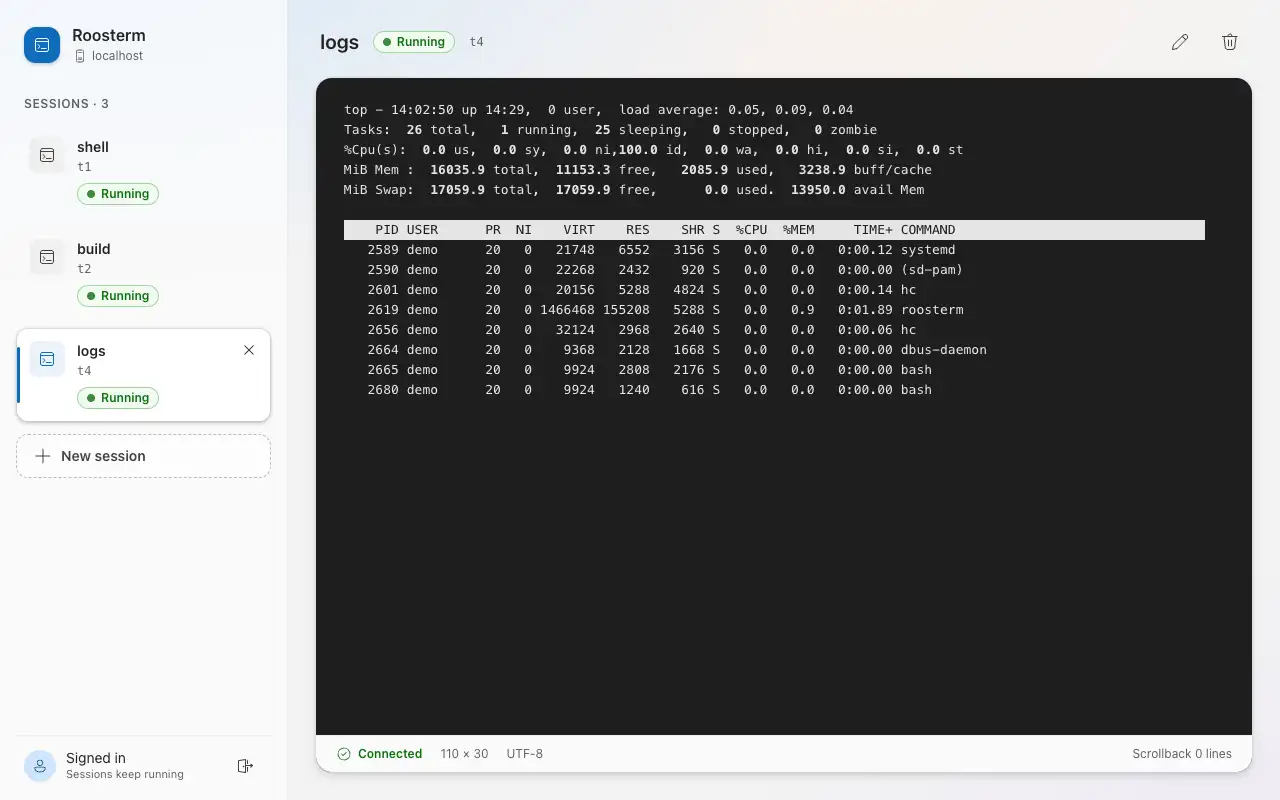 Roosterm
localhost
SESSIONS · 3
shell
t1
Running
build
t2
Running
logs
t4
Running
New session
Signed in
Sessions keep running
logs Running t4
top - 14:02:50 up 14:29,  0 user,  load average: 0.05, 0.09, 0.04
Tasks:  26 total,   1 running,  25 sleeping,   0 stopped,   0 zombie
%Cpu(s):  0.0 us,  0.0 sy,  0.0 ni,100.0 id,  0.0 wa,  0.0 hi,  0.0 si,  0.0 st
MiB Mem :  16035.9 total,  11153.3 free,   2085.9 used,   3238.9 buff/cache
MiB Swap:  17059.9 total,  17059.9 free,      0.0 used.  13950.0 avail Mem
PID USER      PR  NI    VIRT    RES    SHR S  %CPU  %MEM     TIME+ COMMAND
2589 demo      20   0   21748   6552   3156 S   0.0   0.0   0:00.12 systemd
2590 demo      20   0   22268   2432    920 S   0.0   0.0   0:00.00 (sd-pam)
2601 demo      20   0   20156   5288   4824 S   0.0   0.0   0:00.14 hc
2619 demo      20   0 1466468 155208   5288 S   0.0   0.9   0:01.89 roosterm
2656 demo      20   0   32124   2968   2640 S   0.0   0.0   0:00.06 hc
2664 demo      20   0    9368   2128   1668 S   0.0   0.0   0:00.00 dbus-daemon
2665 demo      20   0    9924   2808   2176 S   0.0   0.0   0:00.00 bash
2680 demo      20   0    9924   1240    616 S   0.0   0.0   0:00.00 bash
Connected 110 × 30 UTF-8 Scrollback 0 lines